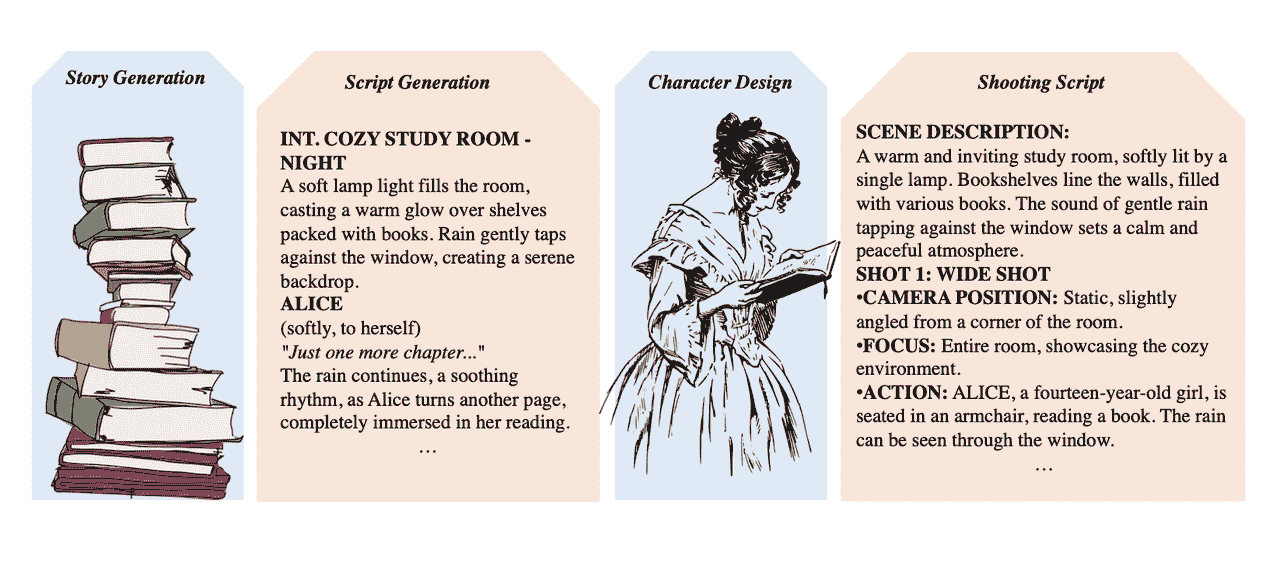 Story Generation
Script Generation
INT. COZY STUDY ROOM -
NIGHT
A soft lamp light fills the room,
casting a warm glow over shelves
packed with books. Rain gently taps
against the window, creating a serene
backdrop.
ALICE
(softly, to herself)
"Just one more chapter..."
The rain continues, a soothing
rhythm, as Alice turns another page,
completely immersed in her reading.
...
Character Design
Shooting Script
SCENE DESCRIPTION:
A warm and inviting study room, softly lit by a
single lamp. Bookshelves line the walls, filled
with various books. The sound of gentle rain
tapping against the window sets a calm and
peaceful atmosphere.
SHOT 1: WIDE SHOT
•CAMERA POSITION: Static, slightly
angled from a corner of the room.
•FOCUS: Entire room, showcasing the cozy
environment.
•ACTION: ALICE, a fourteen-year-old girl, is
seated in an armchair, reading a book. The rain
can be seen through the window.
...